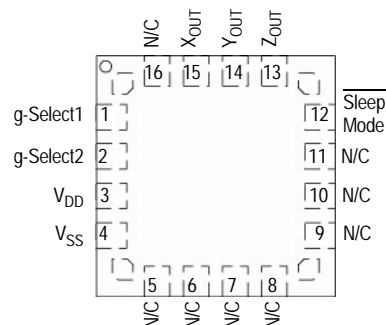 N/C
XOUT
YOUT
ZOUT
16
15
14
13
g-Select1
1
12
Sleep
Mode
g-Select2
2
11
N/C
VDD
3
10
N/C
VSS
4
9
N/C
5
6
7
8
N/C
N/C
N/C
N/C